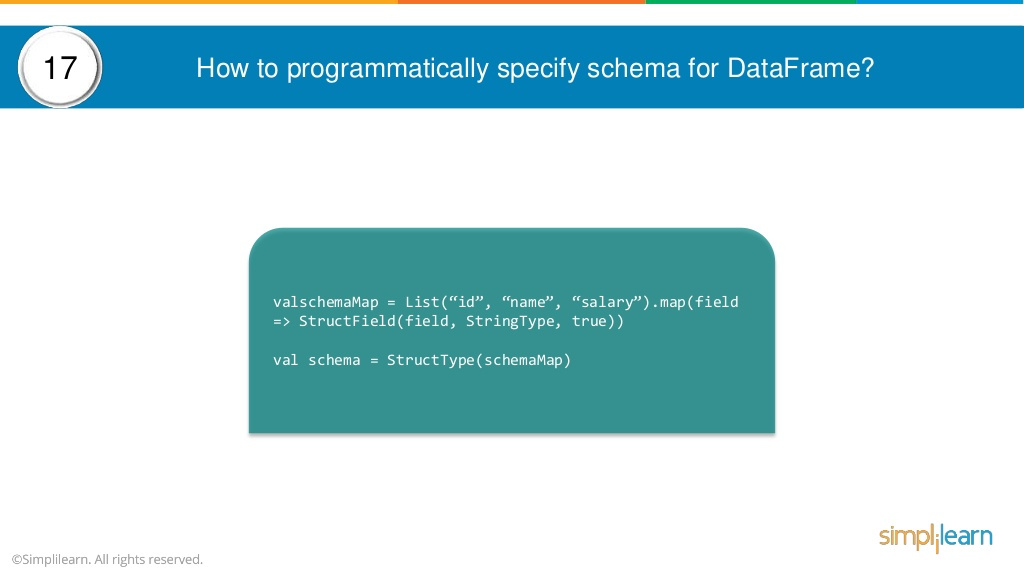 17
How to programmatically specify schema for DataFrame?
valschemaMap = List(“id”, “name”, “salary”).map(field
=> StructField(field, StringType, true))
val schema = StructType(schemaMap)
simplilearn
©Simplilearn. All rights reserved.